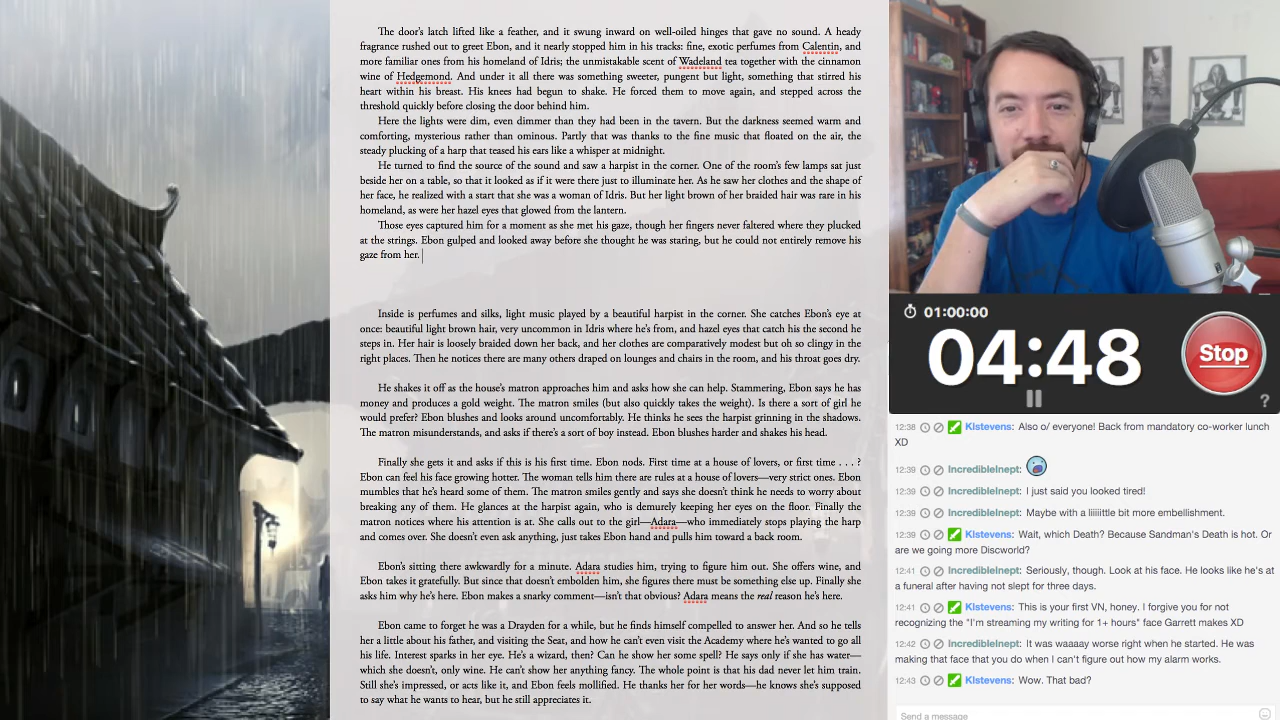 The door's latch lifted like a feather, and it swung inward on well-oiled hinges that gave no sound. A heady
fragrance rushed out to greet Ebon, and it nearly stopped him in his tracks: fine, exotic perfumes from Calentin, and
more familiar ones from his homeland of Idris; the unmistakable scent of Wadeland tea together with the cinnamon
wine of Hedgemond. And under it all there was something sweeter, pungent but light, something that stirred his
heart within his breast. His knees had begun to shake. He forced them to move again, and stepped across the
threshold quickly before closing the door behind him.
Here the lights were dim, even dimmer than they had been in the tavern. But the darkness seemed warm and
comforting, mysterious rather than ominous. Partly that was thanks to the fine music that floated on the air, the
steady plucking of a harp that teased his ears like a whisper at midnight.
He turned to find the source of the sound and saw a harpist in the corner. One of the room's few lamps sat just
beside her on a table, so that it looked as if it were there just to illuminate her. As he saw her clothes and the shape of
her face, he realized with a start that she was a woman of Idris. But her light brown of her braided hair was rare in his
homeland, as were her hazel eyes that glowed from the lantern.
Those eyes captured him for a moment as she met his gaze, though her fingers never faltered where they plucked
at the strings. Ebon gulped and looked away before she thought he was staring, but he could not entirely remove his
gaze from her.
Inside is perfumes and silks, light music played by a beautiful harpist in the corner. She catches Ebon's eye at
once: beautiful light brown hair, very uncommon in Idris where he's from, and hazel eyes that catch his the second he
steps in. Her hair is loosely braided down her back, and her clothes are comparatively modest but oh so clingy in the
right places. Then he notices there are many others draped on lounges and chairs in the room, and his throat goes dry.
He shakes it off as the house's matron approaches him and asks how she can help. Stammering, Ebon says he has
money and produces a gold weight. The matron smiles (but also quickly takes the weight). Is there a sort of girl he
would prefer? Ebon blushes and looks around uncomfortably. He thinks he sees the harpist grinning in the shadows.
The matron misunderstands, and asks if there's a sort of boy instead. Ebon blushes harder and shakes his head.
Finally she gets it and asks if this is his first time. Ebon nods. First time at a house of lovers, or first time . . . ?
Ebon can feel his face growing hotter. The woman tells him there are rules at a house of lovers—very strict ones. Ebon
mumbles that he's heard some of them. The matron smiles gently and says she doesn't think he needs to worry about
breaking any of them. He glances at the harpist again, who is demurely keeping her eyes on the floor. Finally the
matron notices where his attention is at. She calls out to the girl—Adara—who immediately stops playing the harp
and comes over. She doesn't even ask anything, just takes Ebon hand and pulls him toward a back room.
Ebon's sitting there awkwardly for a minute. Adara studies him, trying to figure him out. She offers wine, and
Ebon takes it gratefully. But since that doesn't embolden him, she figures there must be something else up. Finally she
asks him why he's here. Ebon makes a snarky comment—isn't that obvious? Adara means the real reason he's here.
Ebon came to forget he was a Drayden for a while, but he finds himself compelled to answer her. And so he tells
her a little about his father, and visiting the Seat, and how he can't even visit the Academy where he's wanted to go all
his life. Interest sparks in her eye. He's a wizard, then? Can he show her some spell? He says only if she has water—
which she doesn't, only wine. He can't show her anything fancy. The whole point is that his dad never let him train.
Still she's impressed, or acts like it, and Ebon feels mollified. He thanks her for her words—he knows she's supposed
to say what he wants to hear, but he still appreciates it.
01:00:00
04:48
Stop
?
12:38 KIstevens: Also o/ everyone! Back from mandatory co-worker lunch
XD
12:39 IncredibleInept:
12:39 IncredibleInept: I just said you looked tired!
12:39 IncredibleInept: Maybe with a liiiiittle bit more embellishment.
12:39 KIstevens: Wait, which Death? Because Sandman's Death is hot. Or
are we going more Discworld?
12:41 IncredibleInept: Seriously, though. Look at his face. He looks like he's at
a funeral after having not slept for three days.
12:41 KIstevens: This is your first VN, honey. I forgive you for not
recognizing the "I'm streaming my writing for 1+ hours" face Garrett makes XD
12:42 IncredibleInept: It was waaaay worse right when he started. He was
making that face that you do when I can't figure out how my alarm works.
12:43 KIstevens: Wow. That bad?
Send a message